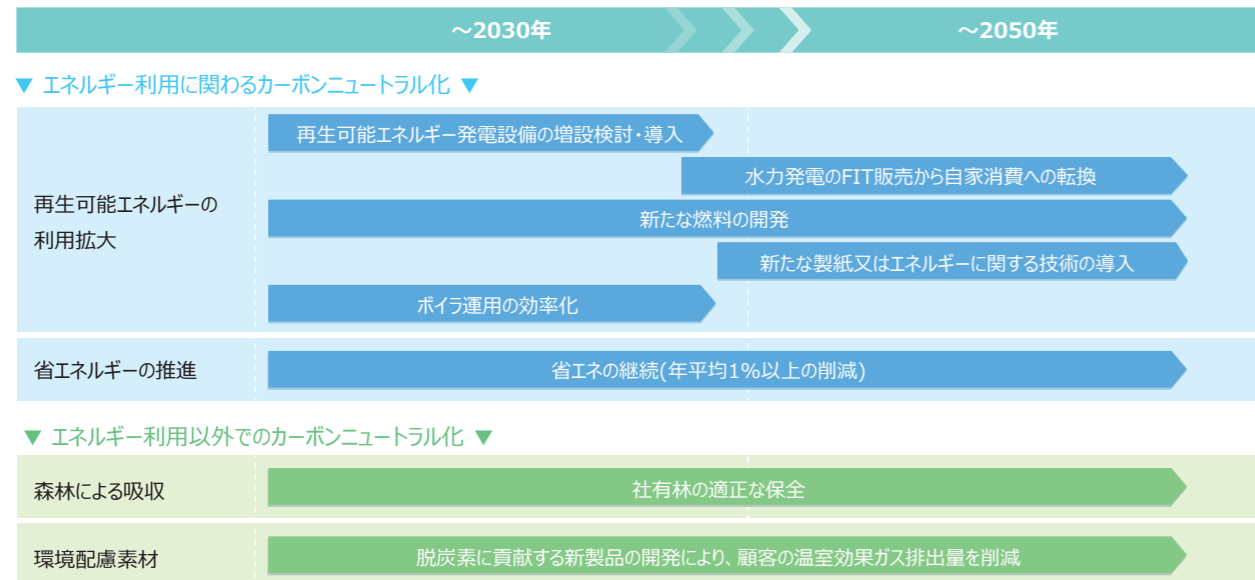 ～2030年
～2050年
▼ エネルギー利用に関わるカーボンニュートラル化 ▼
再生可能エネルギーの
利用拡大
再生可能エネルギー発電設備の増設検討・導入
水力発電のFIT販売から自家消費への転換
新たな燃料の開発
新たな製紙又はエネルギーに関する技術の導入
ボイラ運用の効率化
省エネルギーの推進
省エネの継続(年平均1%以上の削減)
▼ エネルギー利用以外でのカーボンニュートラル化 ▼
森林による吸収
社有林の適正な保全
環境配慮素材
脱炭素に貢献する新製品の開発により、顧客の温室効果ガス排出量を削減